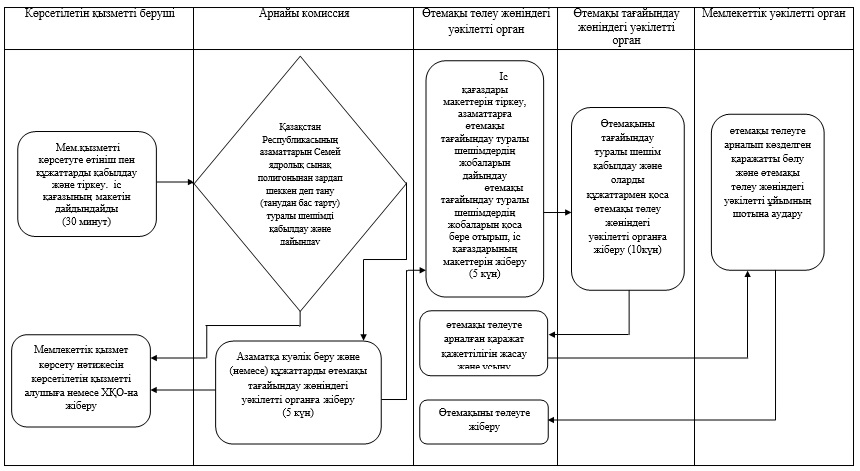 Көрсетілетін қызметті беруші
Арнайы комиссия
Өтемақы төлеу жөніндегі
уәкілетті орган
Өтемақы тағайындау
жөніндегі уәкілетті
орган
Мемлекеттік уәкілетті орган
Мем.қызметті
көрсетуге өтініш пен
құжаттарды қабылдау
және тіркеу. іс
қағазының макетін
дайдындайды
(30 минут)
Қазақстан
Республикасының
азаматтарын Семей
ядролық сынақ
полигонынан зардап
шеккен деп тану
(танудан бас тарту)
туралы шешімді
қабылдау және
дайындау
Іс
қағаздары
макеттерін тіркеу,
азаматтарға
өтемақы
тағайындау туралы
шешімдердің
жобаларын
дайындау
өтемақы
тағайындау туралы
шешімдердің
жобаларын қоса
бере отырып, іс
қағаздарының
макеттерін жіберу
(5 күн)
Өтемақыны
тағайындау
туралы шешім
қабылдау және
оларды
құжаттармен қоса
өтемақы төлеу
жөніндегі
уәкілетті органға
жіберу (10күн)
өтемақы төлеуге
арналып көзделген
қаражатты бөлу
және өтемақы
төлеу жөніндегі
уәкілетті ұйымның
шотына аудару
Мемлекеттік қызмет
көрсету нәтижесін
көрсетілетін қызметті
алушыға немесе ХҚО-на
жіберу
Азаматқа куәлік беру және
(немесе) құжаттарды өтемақы
тағайындау жөніндегі
уәкілетті органға жіберу
(5 күн)
өтемақы төлеуге
арналған қаражат
қажеттілігін жасау
және ұсыну
Өтемақыны төлеуге
жіберу